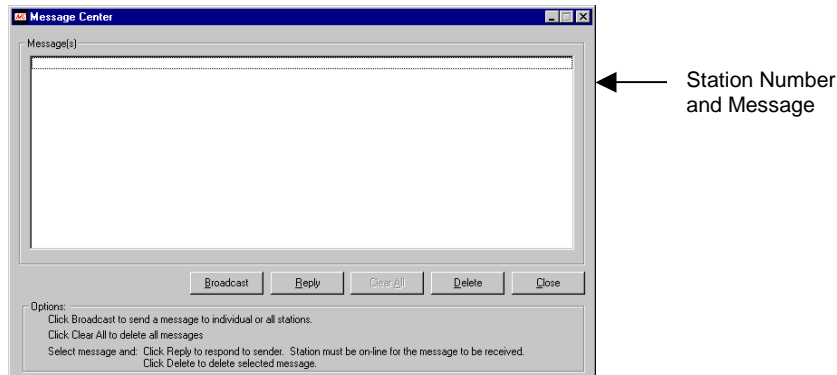 Message Center
Message(s)
Station Number
and Message
Broadcast Reply Clear All Delete Close
Options:
Click Broadcast to send a message to individual or all stations.
Click Clear All to delete all messages
Select message and: Click Reply to respond to sender. Station must be on-line for the message to be received.
Click Delete to delete selected message.